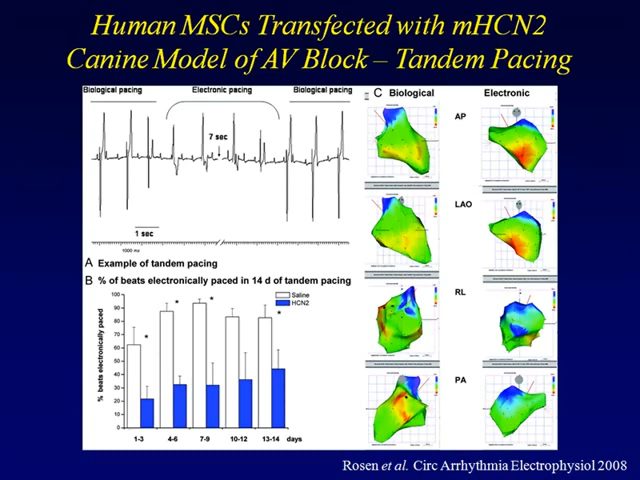 Human MSCs Transfected with mHCN2
Canine Model of AV Block – Tandem Pacing
Biological pacing Electronic pacing Biological pacing
7 sec
1 sec
1000 ms
A Example of tandem pacing
B % of beats electronically paced in 14 d of tandem pacing
% beats electronically paced
100
90
80
70
60
50
40
30
20
10
0
Saline
HCN2
* * * *
1-3 4-6 7-9 10-12 13-14 days
C Biological Electronic
AP
LAO
RL
PA
Rosen et al. Circ Arrhythmia Electrophysiol 2008